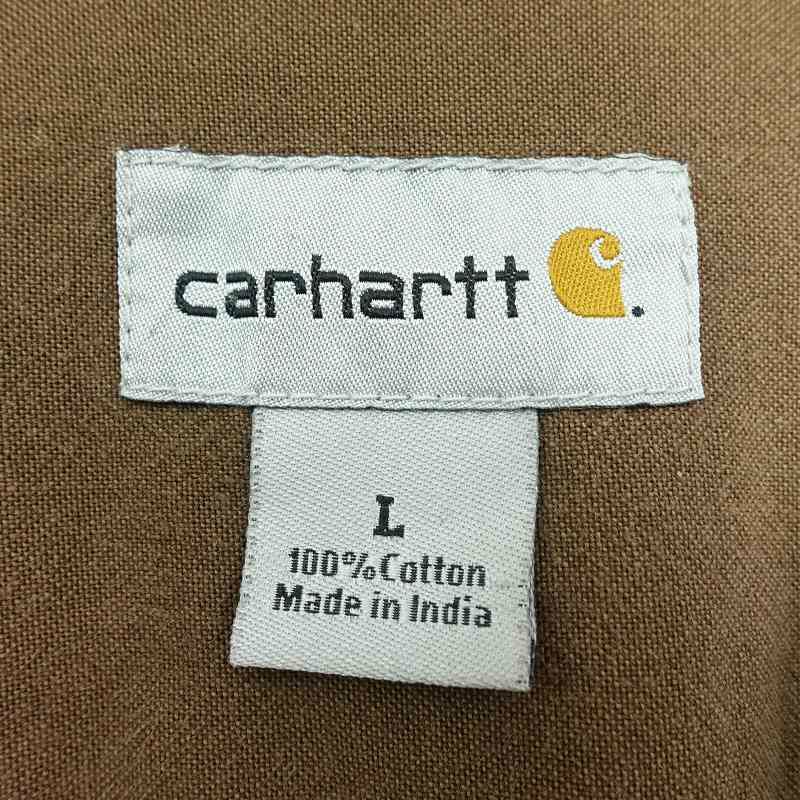 carhartt
L
100% Cotton
Made in India